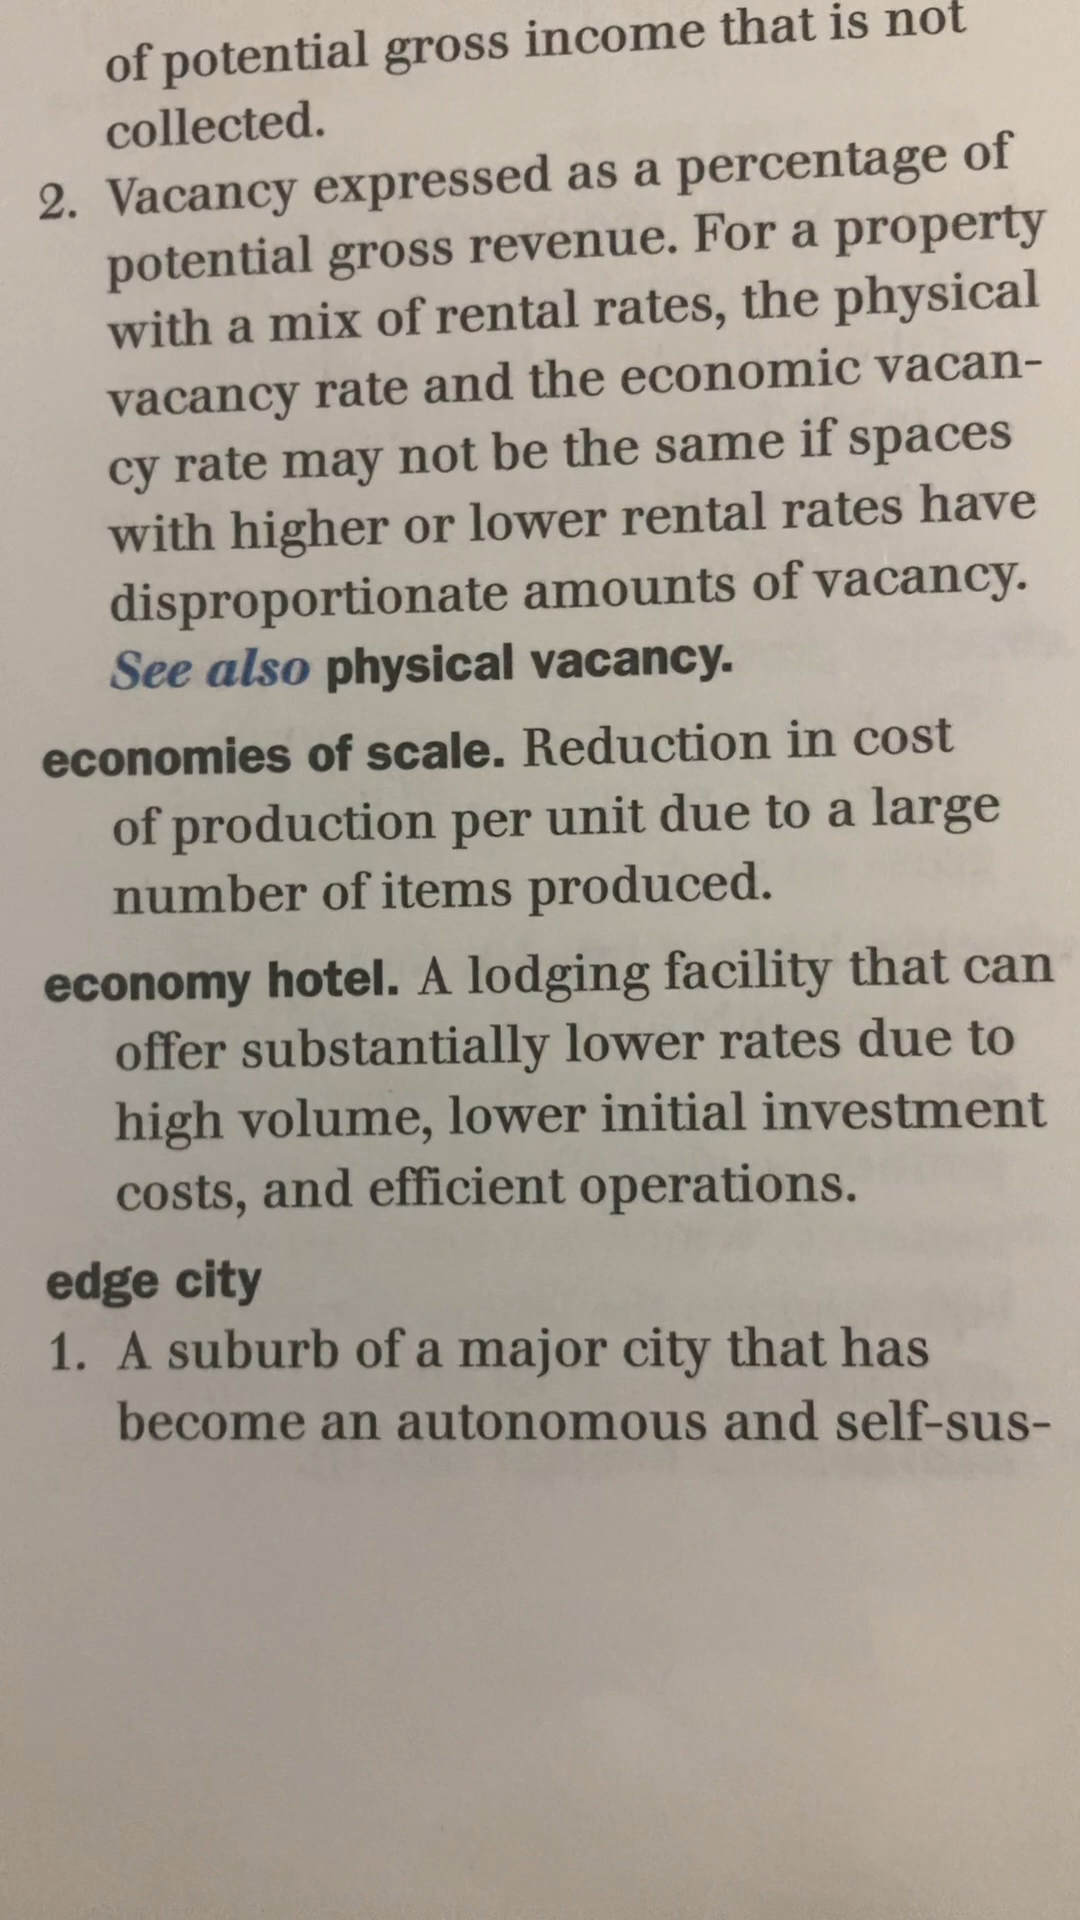 of potential gross income that is not
collected.
2. Vacancy expressed as a percentage of
potential gross revenue. For a property
with a mix of rental rates, the physical
vacancy rate and the economic vacan-
cy rate may not be the same if spaces
with higher or lower rental rates have
disproportionate amounts of vacancy.
See also physical vacancy.
economies of scale. Reduction in cost
of production per unit due to a large
number of items produced.
economy hotel. A lodging facility that can
offer substantially lower rates due to
high volume, lower initial investment
costs, and efficient operations.
edge city
1. A suburb of a major city that has
become an autonomous and self-sus-